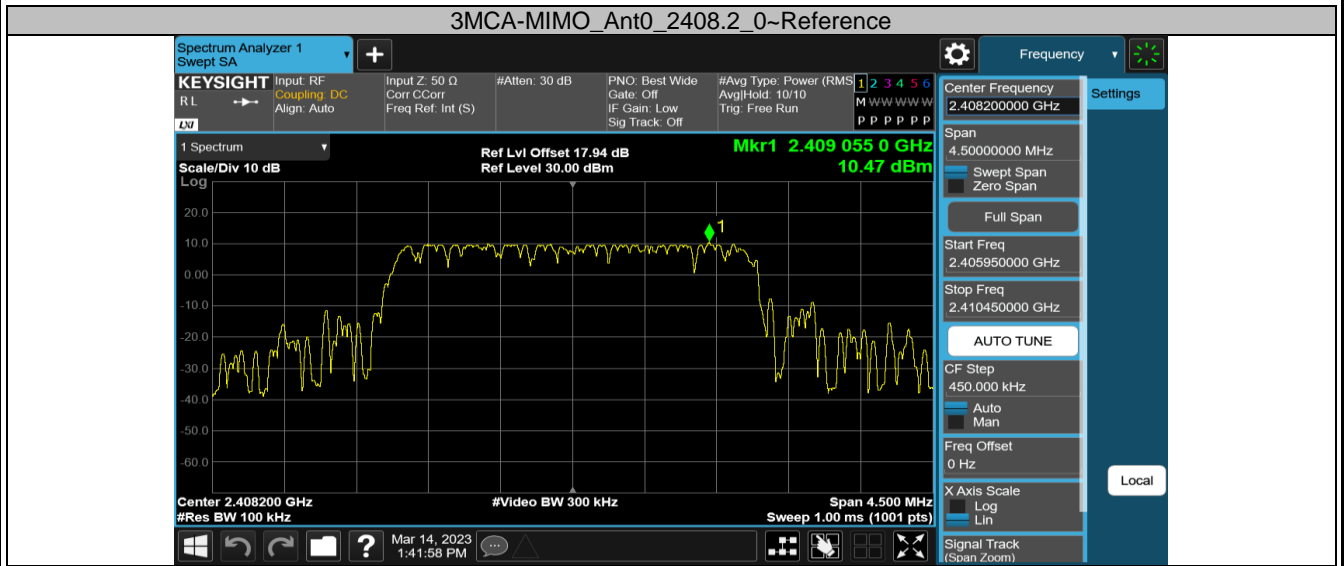 3MCA-MIMO_Ant0_2408.2_0~Reference
Spectrum Analyzer 1
Swept SA
+
Frequency
KEYSIGHT
RL
LXI
Input: RF
Coupling: DC
Align: Auto
Input Z: 50 Ω
Corr CCorr
Freq Ref: Int (S)
#Atten: 30 dB
PNO: Best Wide
Gate: Off
IF Gain: Low
Sig Track: Off
#Avg Type: Power (RMS
Avg|Hold: 10/10
Trig: Free Run
1 2 3 4 5 6
M W W W W W
P P P P P P
1 Spectrum
Scale/Div 10 dB
Log
Ref Lvl Offset 17.94 dB
Ref Level 30.00 dBm
Mkr1 2.409 055 0 GHz
10.47 dBm
1
20.0
10.0
0.00
-10.0
-20.0
-30.0
-40.0
-50.0
-60.0
Center 2.408200 GHz
#Res BW 100 kHz
#Video BW 300 kHz
Span 4.500 MHz
Sweep 1.00 ms (1001 pts)
Center Frequency
2.408200000 GHz
Span
4.50000000 MHz
Swept Span
Zero Span
Full Span
Start Freq
2.405950000 GHz
Stop Freq
2.410450000 GHz
AUTO TUNE
CF Step
450.000 kHz
Auto
Man
Freq Offset
0 Hz
X Axis Scale
Log
Lin
Signal Track
(Span Zoom)
Settings
Local
?
Mar 14, 2023
1:41:58 PM